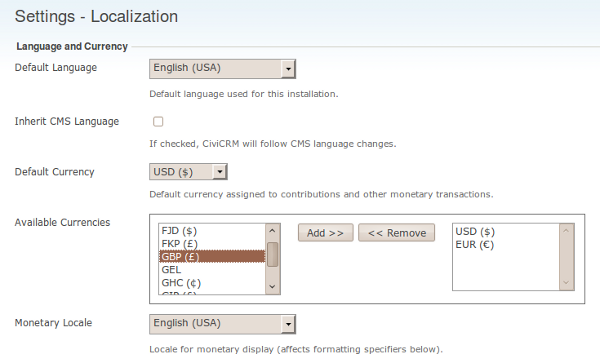 Settings - Localization
Language and Currency
Default Language
English (USA)
Default language used for this installation.
Inherit CMS Language
If checked, CiviCRM will follow CMS language changes.
Default Currency
USD ($)
Default currency assigned to contributions and other monetary transactions.
Available Currencies
FJD ($)
FKP (£)
GBP (£)
GEL
GHC (¢)
GIP (£)
Add >>
<< Remove
USD ($)
EUR (€)
Monetary Locale
English (USA)
Locale for monetary display (affects formatting specifiers below).